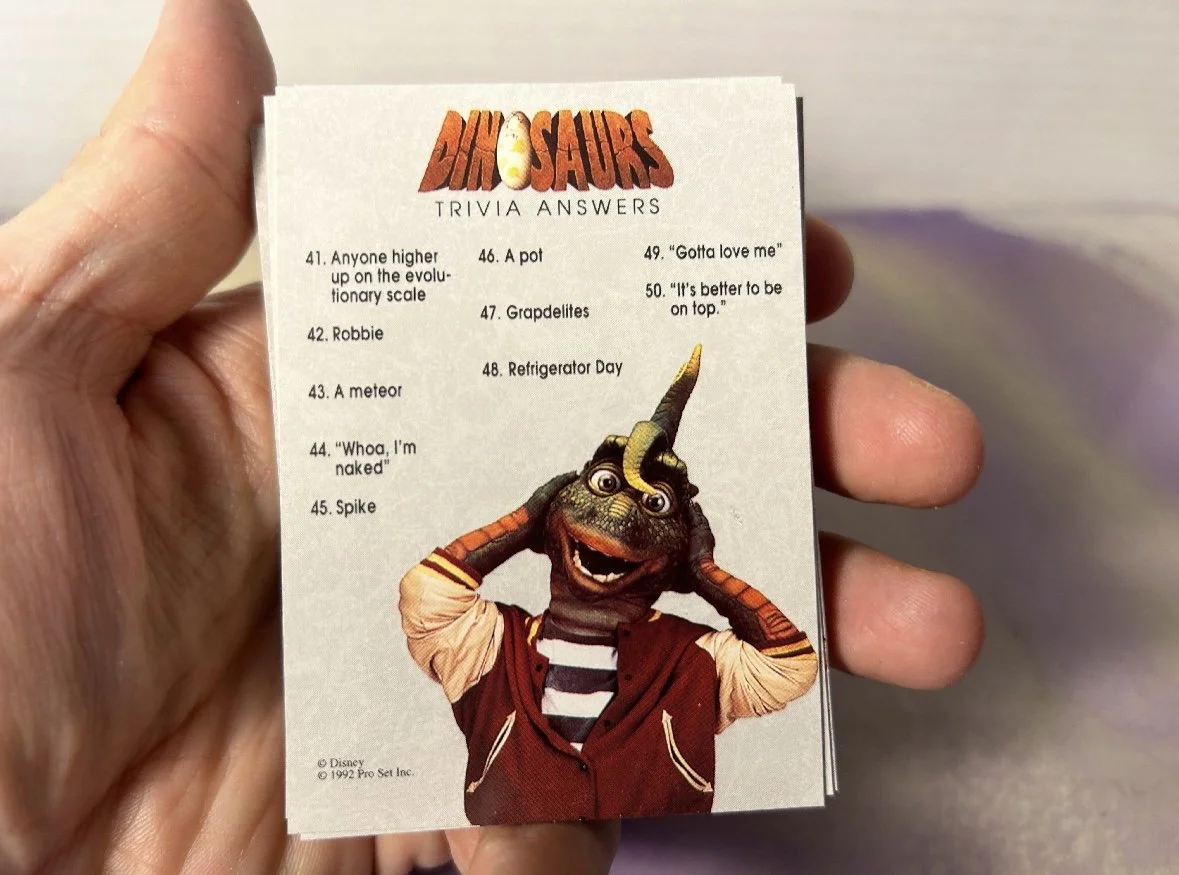 DINOSAURS
TRIVIA ANSWERS
41. Anyone higher
up on the evolu-
tionary scale
42. Robbie
43. A meteor
44. “Whoa, I’m
naked”
45. Spike
46. A pot
47. Grapdelites
48. Refrigerator Day
49. “Gotta love me”
50. “It’s better to be
on top.”
© Disney
© 1992 Pro Set Inc.